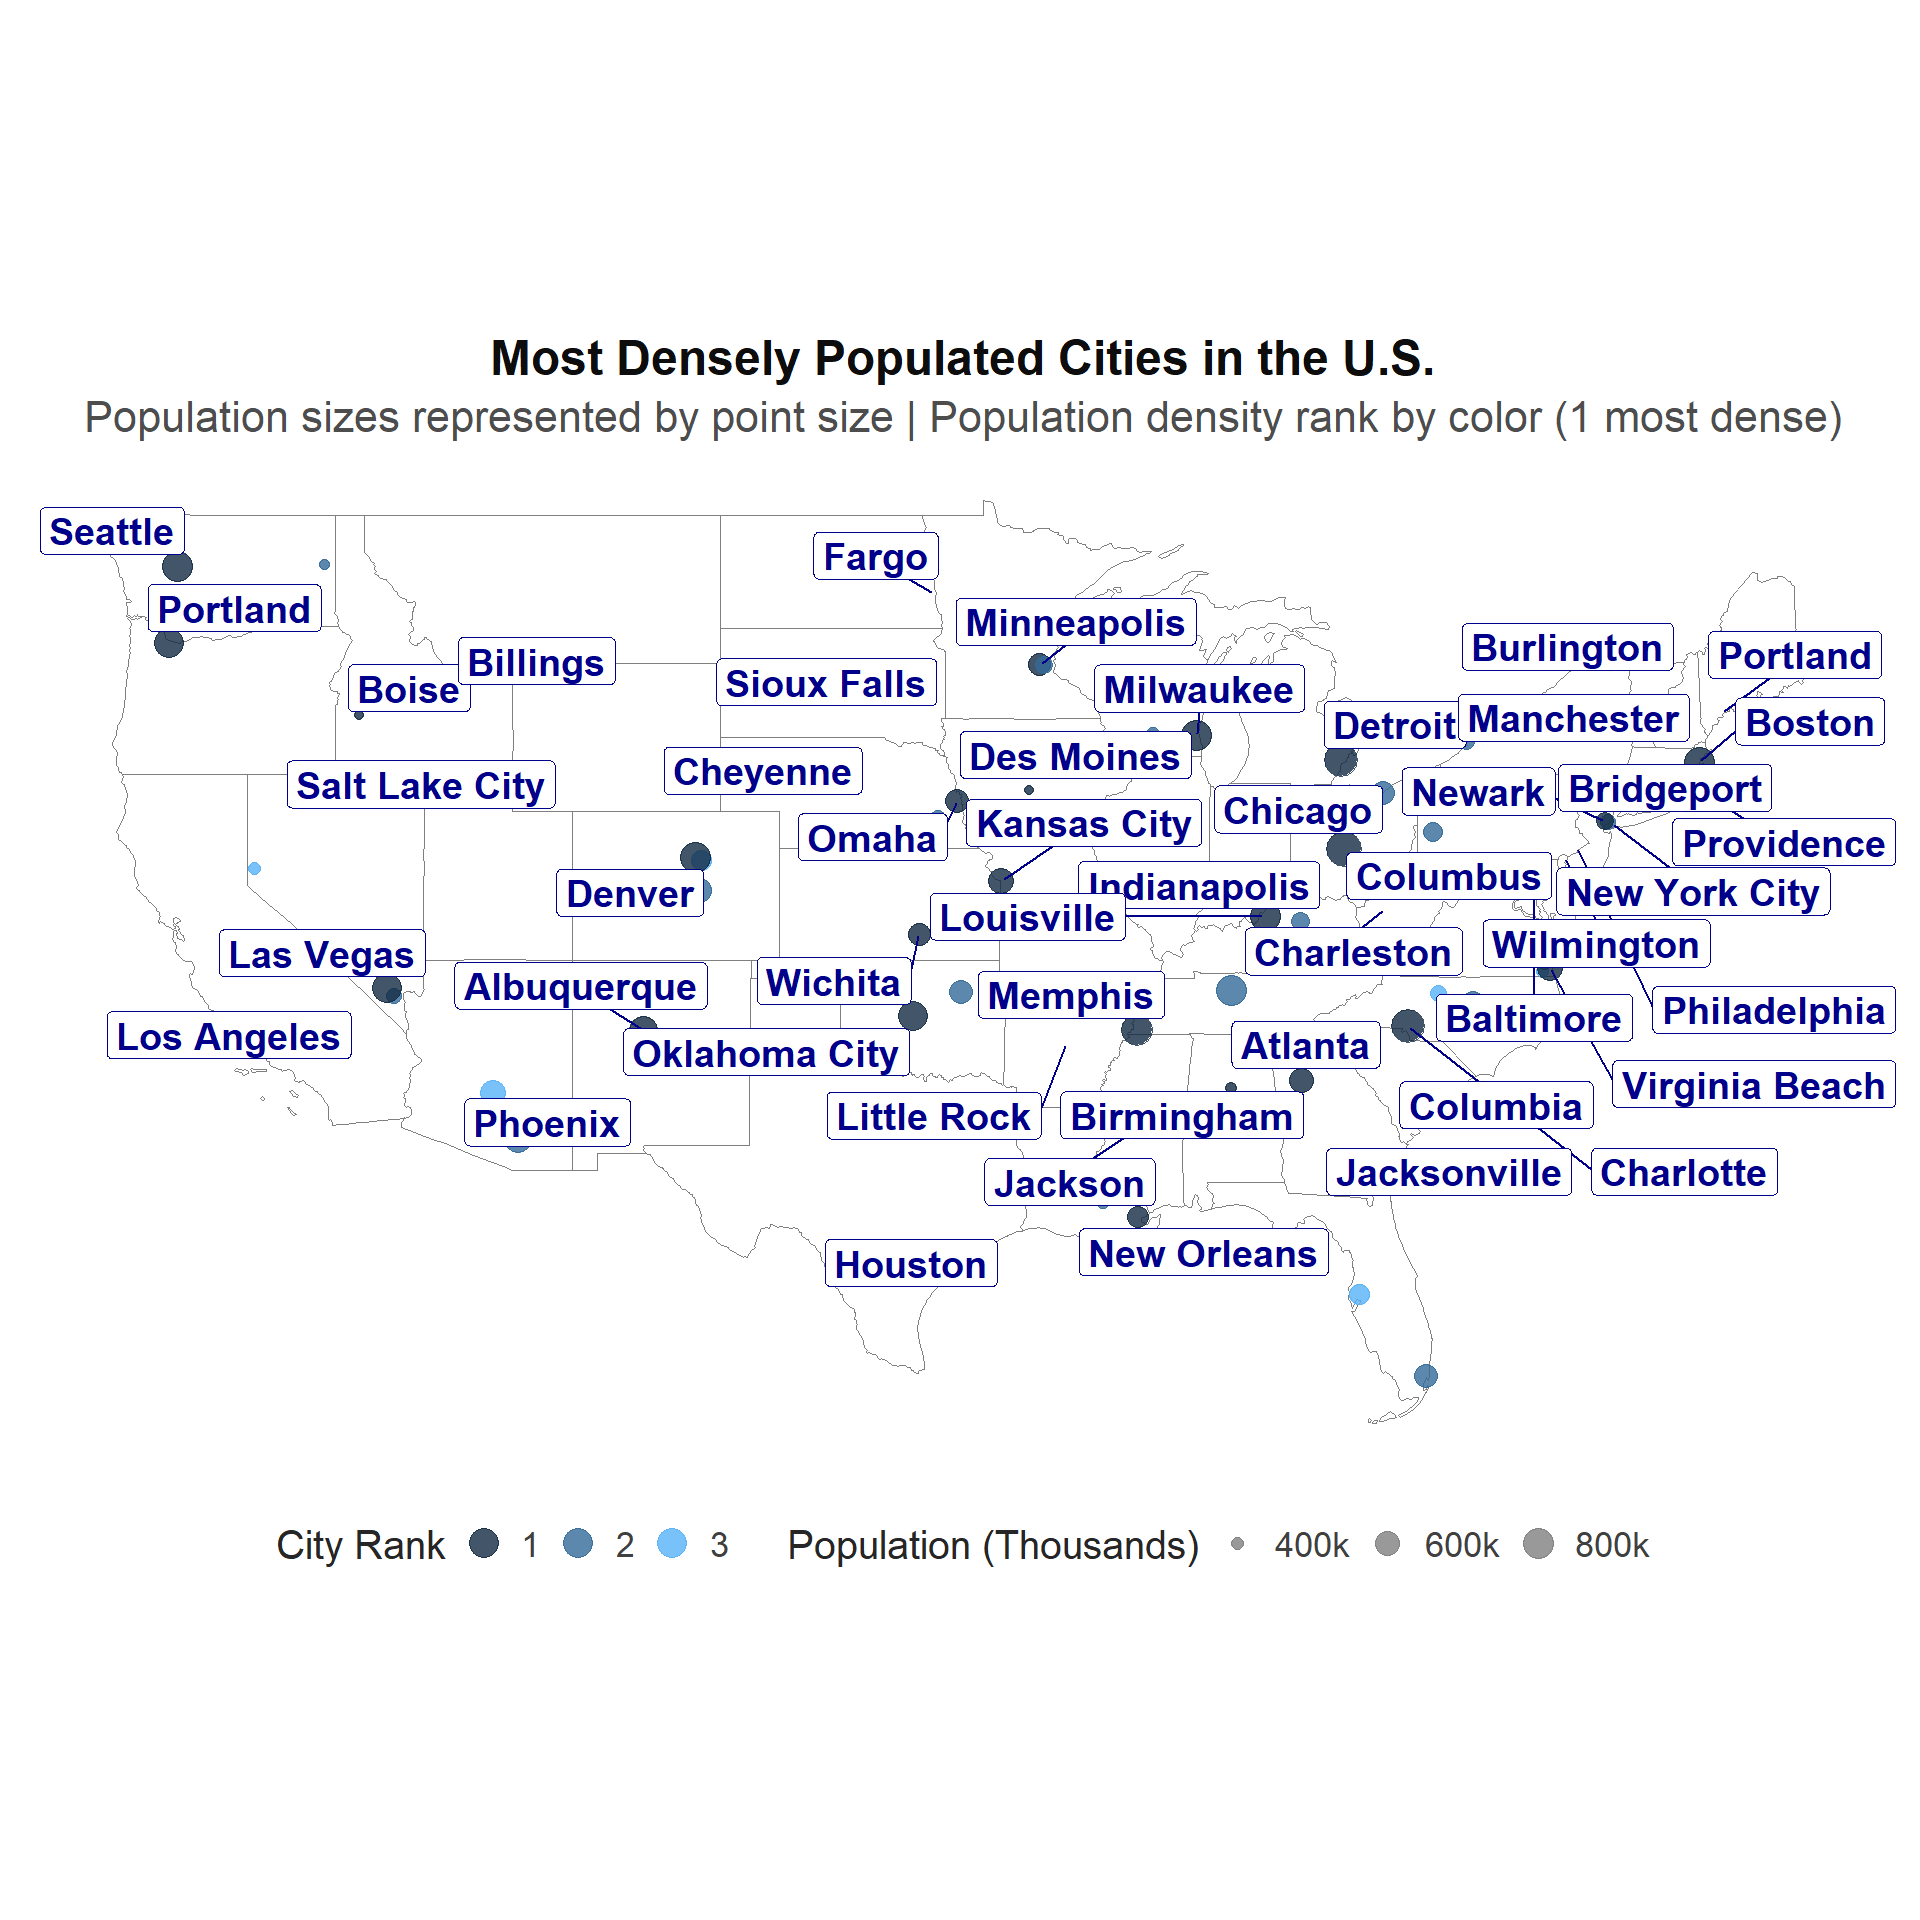 Most Densely Populated Cities in the U.S.
Population sizes represented by point size | Population density rank by color (1 most dense)
Seattle
Fargo
Portland
Minneapolis
Burlington
Portland
Billings
Boise
Sioux Falls
Milwaukee
Detroit
Manchester
Boston
Des Moines
Cheyenne
Salt Lake City
Newark
Bridgeport
Chicago
Kansas City
Omaha
Providence
Denver
Indianapolis
Columbus
New York City
Louisville
Las Vegas
Charleston
Wilmington
Albuquerque
Wichita
Memphis
Philadelphia
Baltimore
Los Angeles
Oklahoma City
Atlanta
Virginia Beach
Phoenix
Little Rock
Birmingham
Columbia
Jackson
Jacksonville
Charlotte
New Orleans
Houston
City Rank 1 2 3 Population (Thousands) 400k 600k 800k